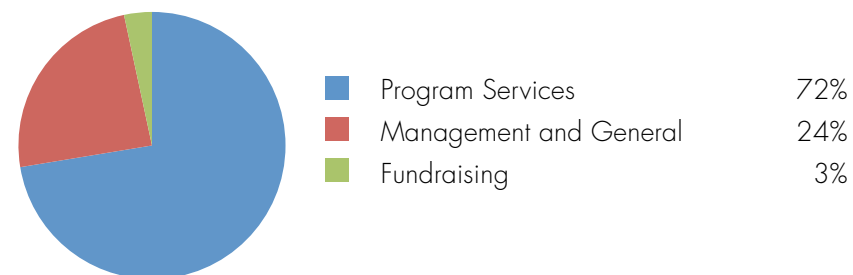 Program Services 72%
Management and General 24%
Fundraising 3%